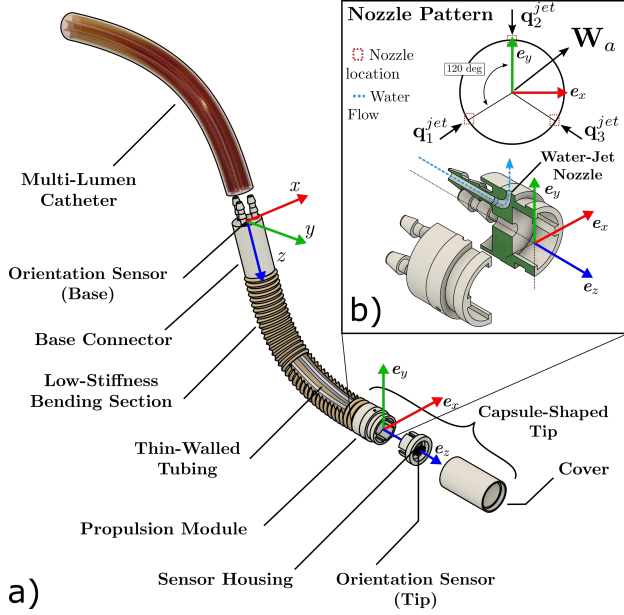 Nozzle Pattern
q₂ʲᵉᵗ
Wₐ
Nozzle
location
Water
Flow
120 deg
e_y
e_x
q₁ʲᵉᵗ
q₃ʲᵉᵗ
Water-Jet
Nozzle
e_y
e_x
e_z
b)
Multi-Lumen
Catheter
x
y
z
Orientation Sensor
(Base)
Base Connector
Low-Stiffness
Bending Section
Thin-Walled
Tubing
Propulsion Module
Sensor Housing
e_y
e_x
e_z
Capsule-Shaped
Tip
Cover
Orientation Sensor
(Tip)
a)